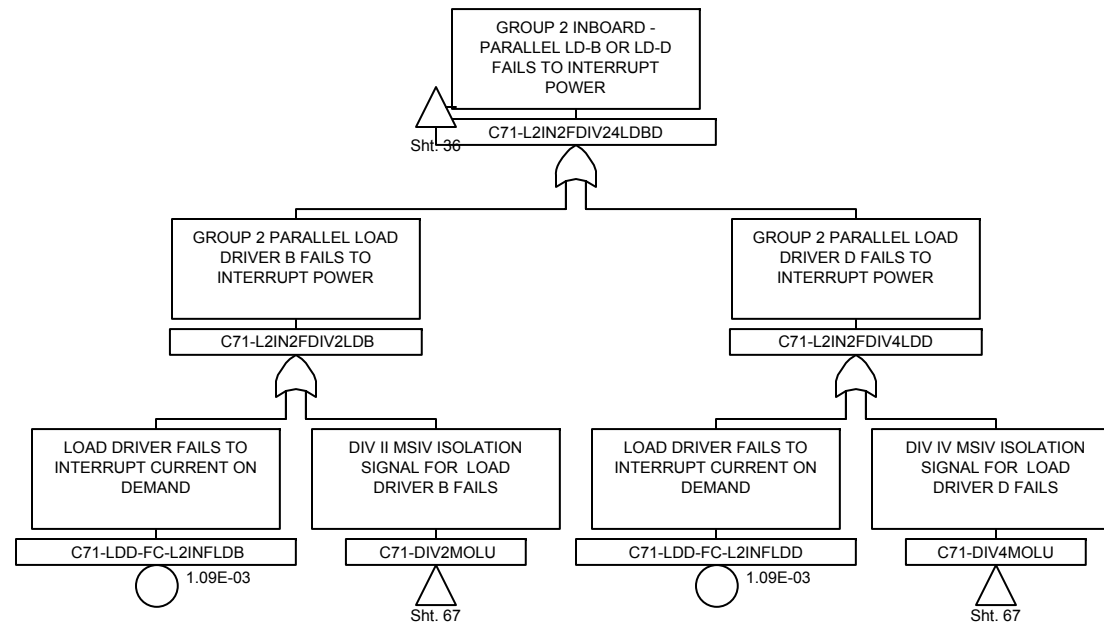 GROUP 2 INBOARD -
PARALLEL LD-B OR LD-D
FAILS TO INTERRUPT
POWER
C71-L2IN2FDIV24LDBD
Sht. 36
GROUP 2 PARALLEL LOAD
DRIVER B FAILS TO
INTERRUPT POWER
C71-L2IN2FDIV2LDB
GROUP 2 PARALLEL LOAD
DRIVER D FAILS TO
INTERRUPT POWER
C71-L2IN2FDIV4LDD
LOAD DRIVER FAILS TO
INTERRUPT CURRENT ON
DEMAND
C71-LDD-FC-L2INFLDB
1.09E-03
DIV II MSIV ISOLATION
SIGNAL FOR LOAD
DRIVER B FAILS
C71-DIV2MOLU
Sht. 67
LOAD DRIVER FAILS TO
INTERRUPT CURRENT ON
DEMAND
C71-LDD-FC-L2INFLDD
1.09E-03
DIV IV MSIV ISOLATION
SIGNAL FOR LOAD
DRIVER D FAILS
C71-DIV4MOLU
Sht. 67